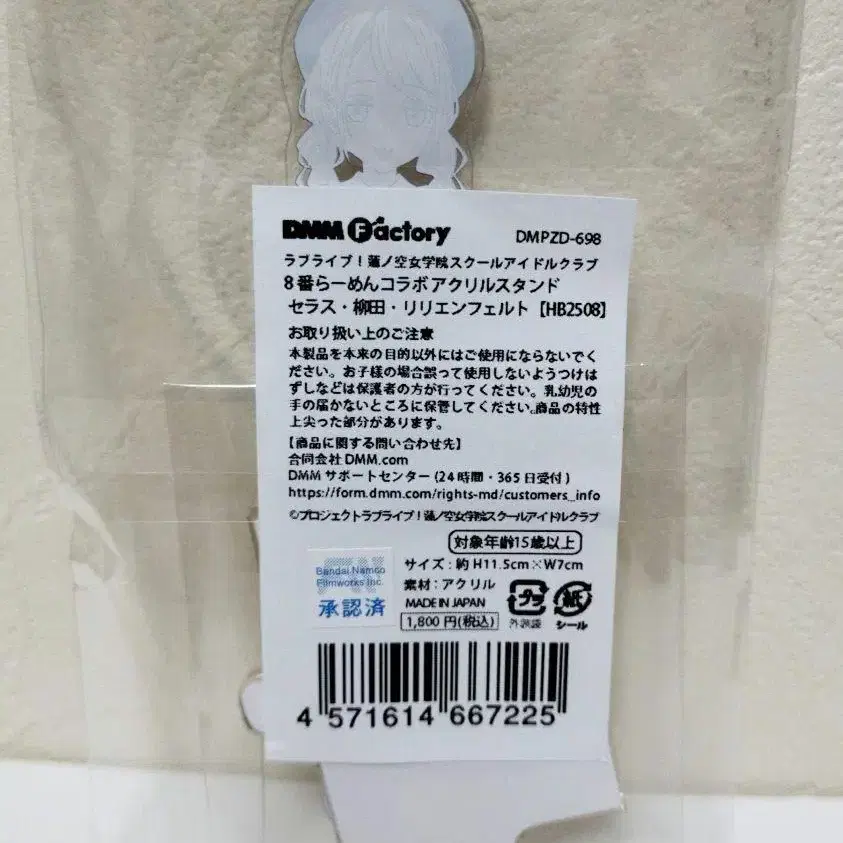 DMM Factory
DMPZD-698
ラブライブ！蓮ノ空女学院スクールアイドルクラブ
8番らーめんコラボアクリルスタンド
セラス・柳田・リリエンフェルト【HB2508】
お取り扱い上のご注意
本製品を本来の目的以外にはご使用にならないでく
ださい。お子様の場合誤って使用しないようつけは
ずしなどは保護者の方が行ってください。乳幼児の
手の届かないところに保管してください。商品の特性
上尖った部分があります。
【商品に関する問い合わせ先】
合同会社DMM.com
DMMサポートセンター（24時間・365日受付）
https://form.dmm.com/rights-md/customers_info
©プロジェクトラブライブ！蓮ノ空女学院スクールアイドルクラブ
対象年齢15歳以上
Bandai Namco
Filmworks Inc.
承認済
サイズ：約 H11.5cm×W7cm
素材：アクリル
MADE IN JAPAN
1,800円(税込)
プラ
外装袋
紙
シール
4 571614 667225